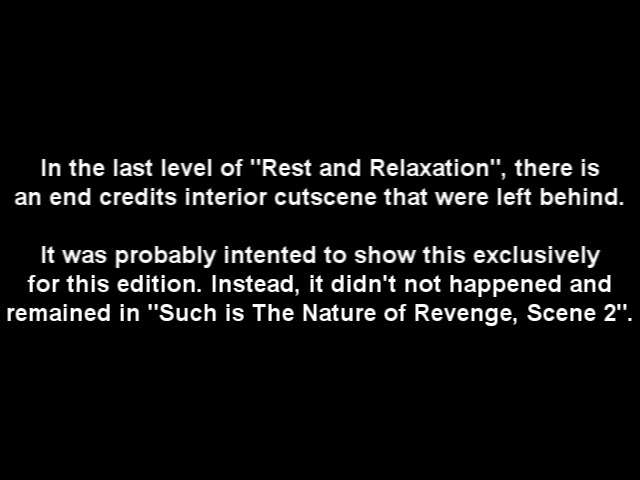 In the last level of "Rest and Relaxation", there is
an end credits interior cutscene that were left behind.
It was probably intented to show this exclusively
for this edition. Instead, it didn't not happened and
remained in "Such is The Nature of Revenge, Scene 2".